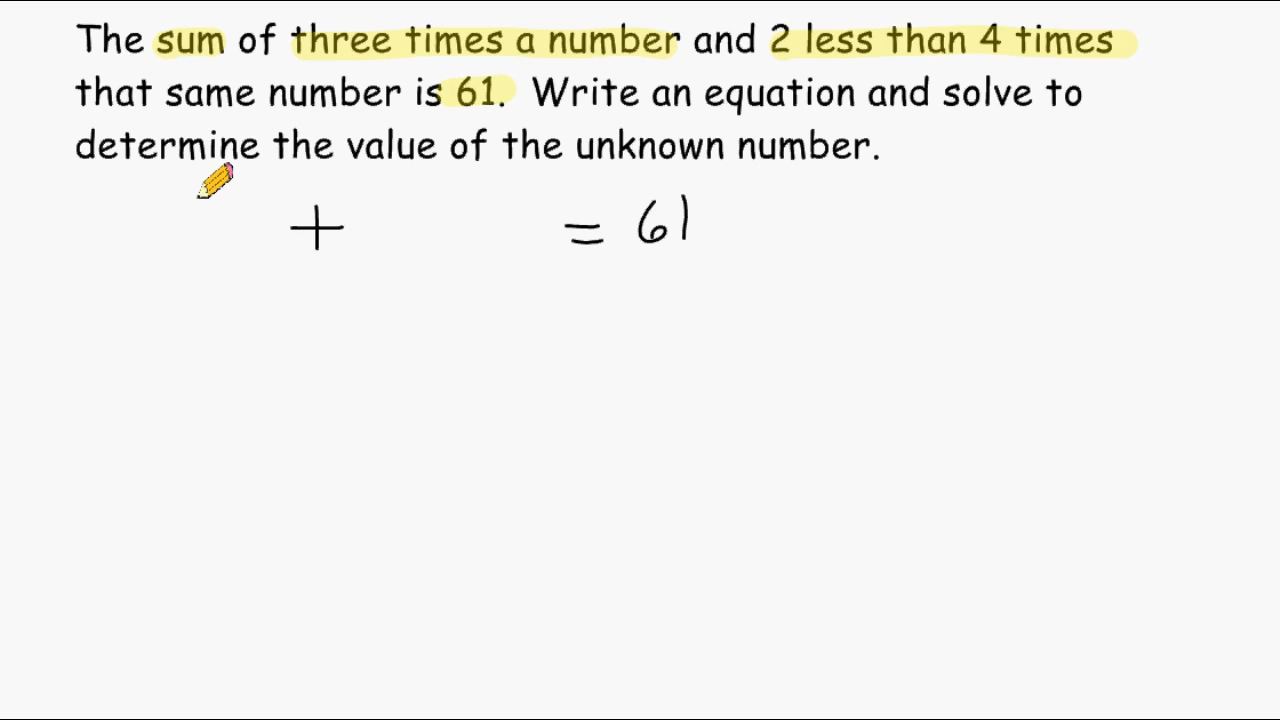 The sum of three times a number and 2 less than 4 times
that same number is 61. Write an equation and solve to
determine the value of the unknown number.
+ = 61